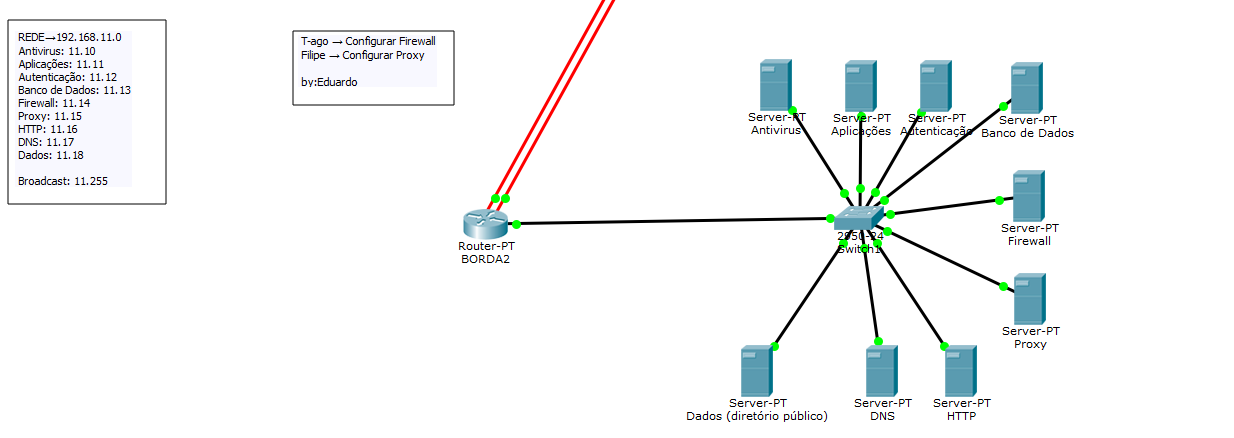 REDE→192.168.11.0
Antivirus: 11.10
Aplicações: 11.11
Autenticação: 11.12
Banco de Dados: 11.13
Firewall: 11.14
Proxy: 11.15
HTTP: 11.16
DNS: 11.17
Dados: 11.18
Broadcast: 11.255
T-ago → Configurar Firewall
Filipe → Configurar Proxy
by:Eduardo
Server-PT
Antivirus
Server-PT
Aplicações
Server-PT
Autenticação
Server-PT
Banco de Dados
Server-PT
Firewall
Router-PT
BORDA2
2950-24
Switch1
Server-PT
Proxy
Server-PT
Dados (diretório público)
Server-PT
DNS
Server-PT
HTTP